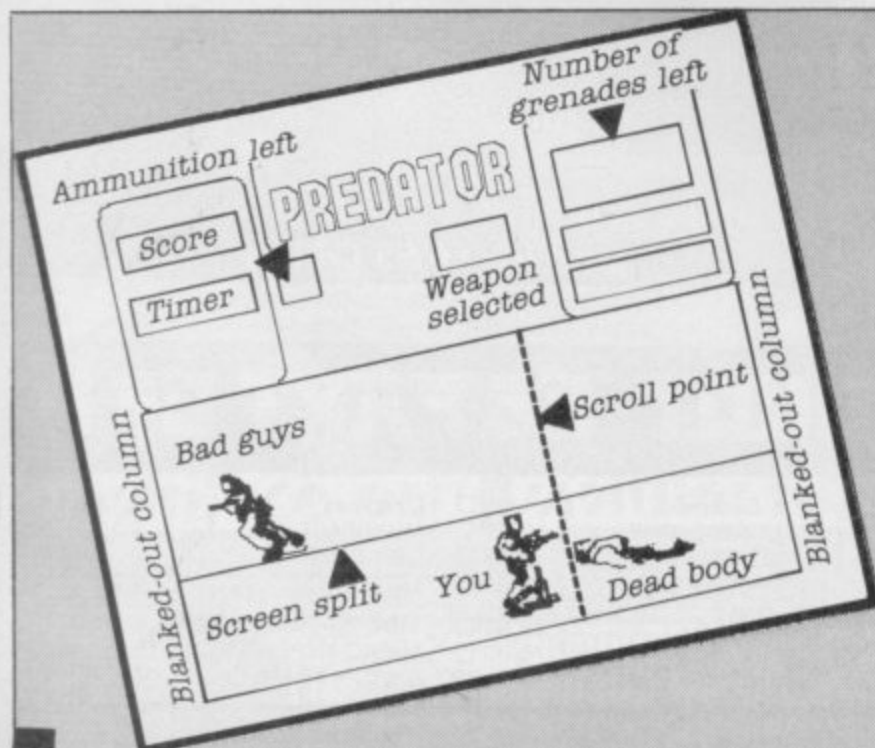 Number of
grenades left
Ammunition left
PREDATOR
Score
Timer
Weapon
selected
Scroll point
Bad guys
Blanked-out column
Blanked-out column
Screen split
You
Dead body